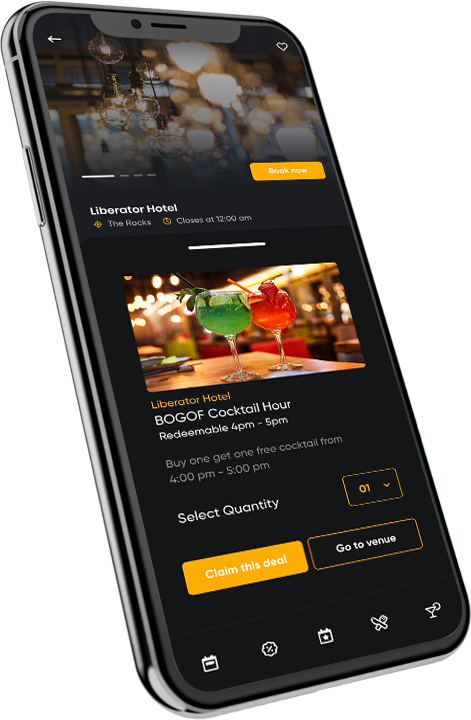 Book now
Liberator Hotel
The Rocks Closes at 12:00 am
Liberator Hotel
BOGOF Cocktail Hour
Redeemable 4pm - 5pm
Buy one get one free cocktail from
4:00 pm - 5:00 pm
Select Quantity 01
Claim this deal Go to venue